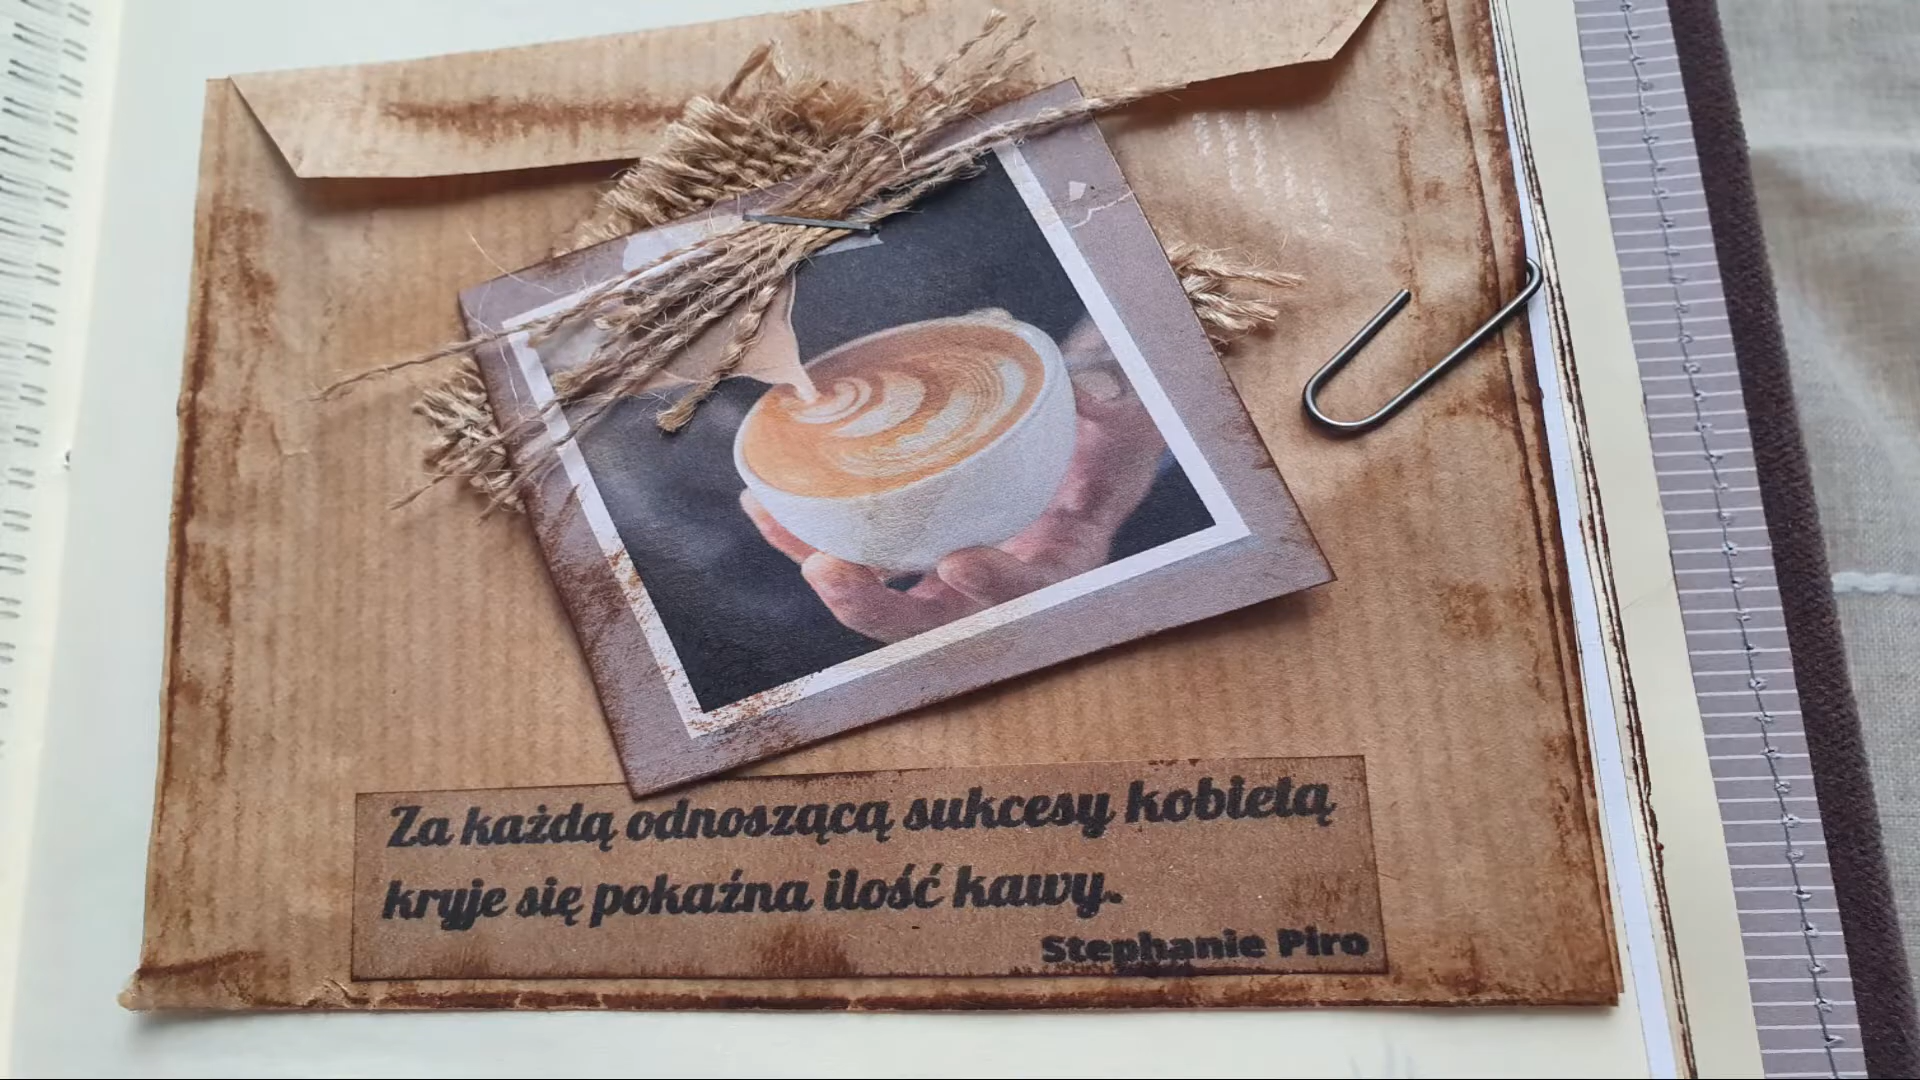 Za każdą odnoszącą sukcesy kobietą
kryje się pokaźna ilość kawy.
Stephanie Piro